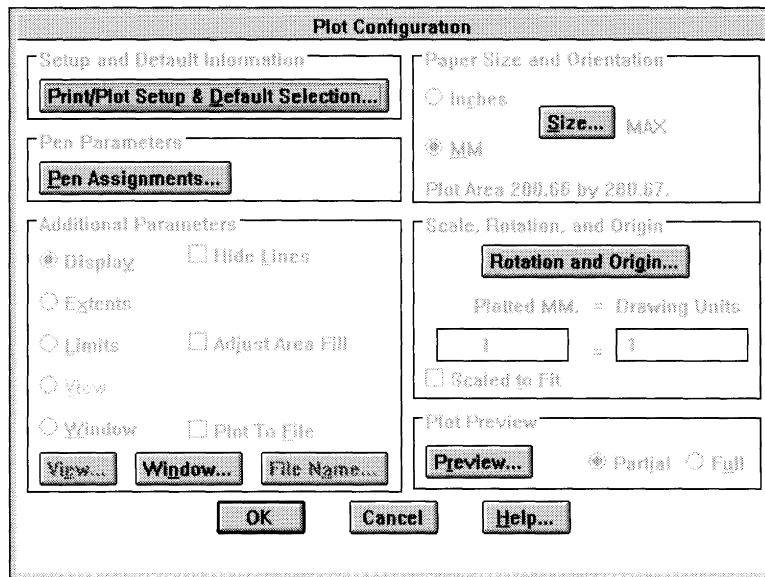 Plot Configuration
Setup and Default Information
Print/Plot Setup & Default Selection...
Pen Parameters
Pen Assignments...
Additional Parameters
Display
Hide Lines
Extents
Limits
Adjust Area Fill
View
Window
Plot To File
View...
Window...
File Name...
Paper Size and Orientation
Inches
Size...
MAX
MM
Plot Area 200.66 by 260.67.
Scale, Rotation, and Origin
Rotation and Origin...
Plotted MM. = Drawing Units
1 = 1
Scaled to Fit
Plot Preview
Preview...
Partial
Full
OK
Cancel
Help...